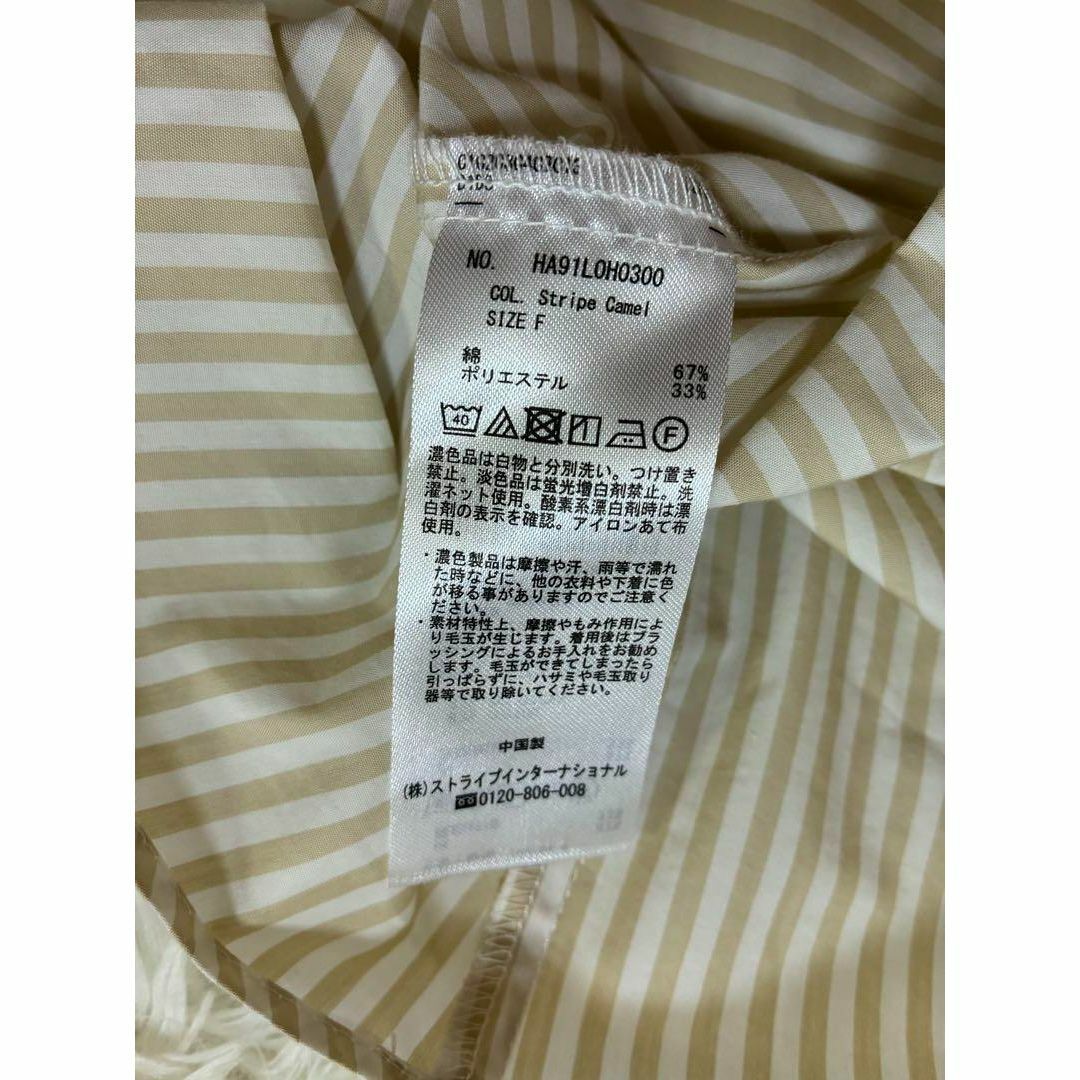 NO. HA91L0H0300
COL. Stripe Camel
SIZE F
綿 67%
ポリエステル 33%
40 F
濃色品は白物と分別洗い。つけ置き
禁止。淡色品は蛍光増白剤禁止。洗
濯ネット使用。酸素系漂白剤時は漂
白剤の表示を確認。アイロンあて布
使用。
・濃色製品は摩擦や汗、雨等で濡れ
た時などに、他の衣料や下着に色
が移る事がありますのでご注意く
ださい。
・素材特性上、摩擦やもみ作用によ
り毛玉が生じます。着用後はブラ
ッシングによるお手入れをお勧め
します。毛玉ができてしまったら
引っぱらずに、ハサミや毛玉取り
器等で取り除いてください。
中国製
(株)ストライプインターナショナル
0120-806-008